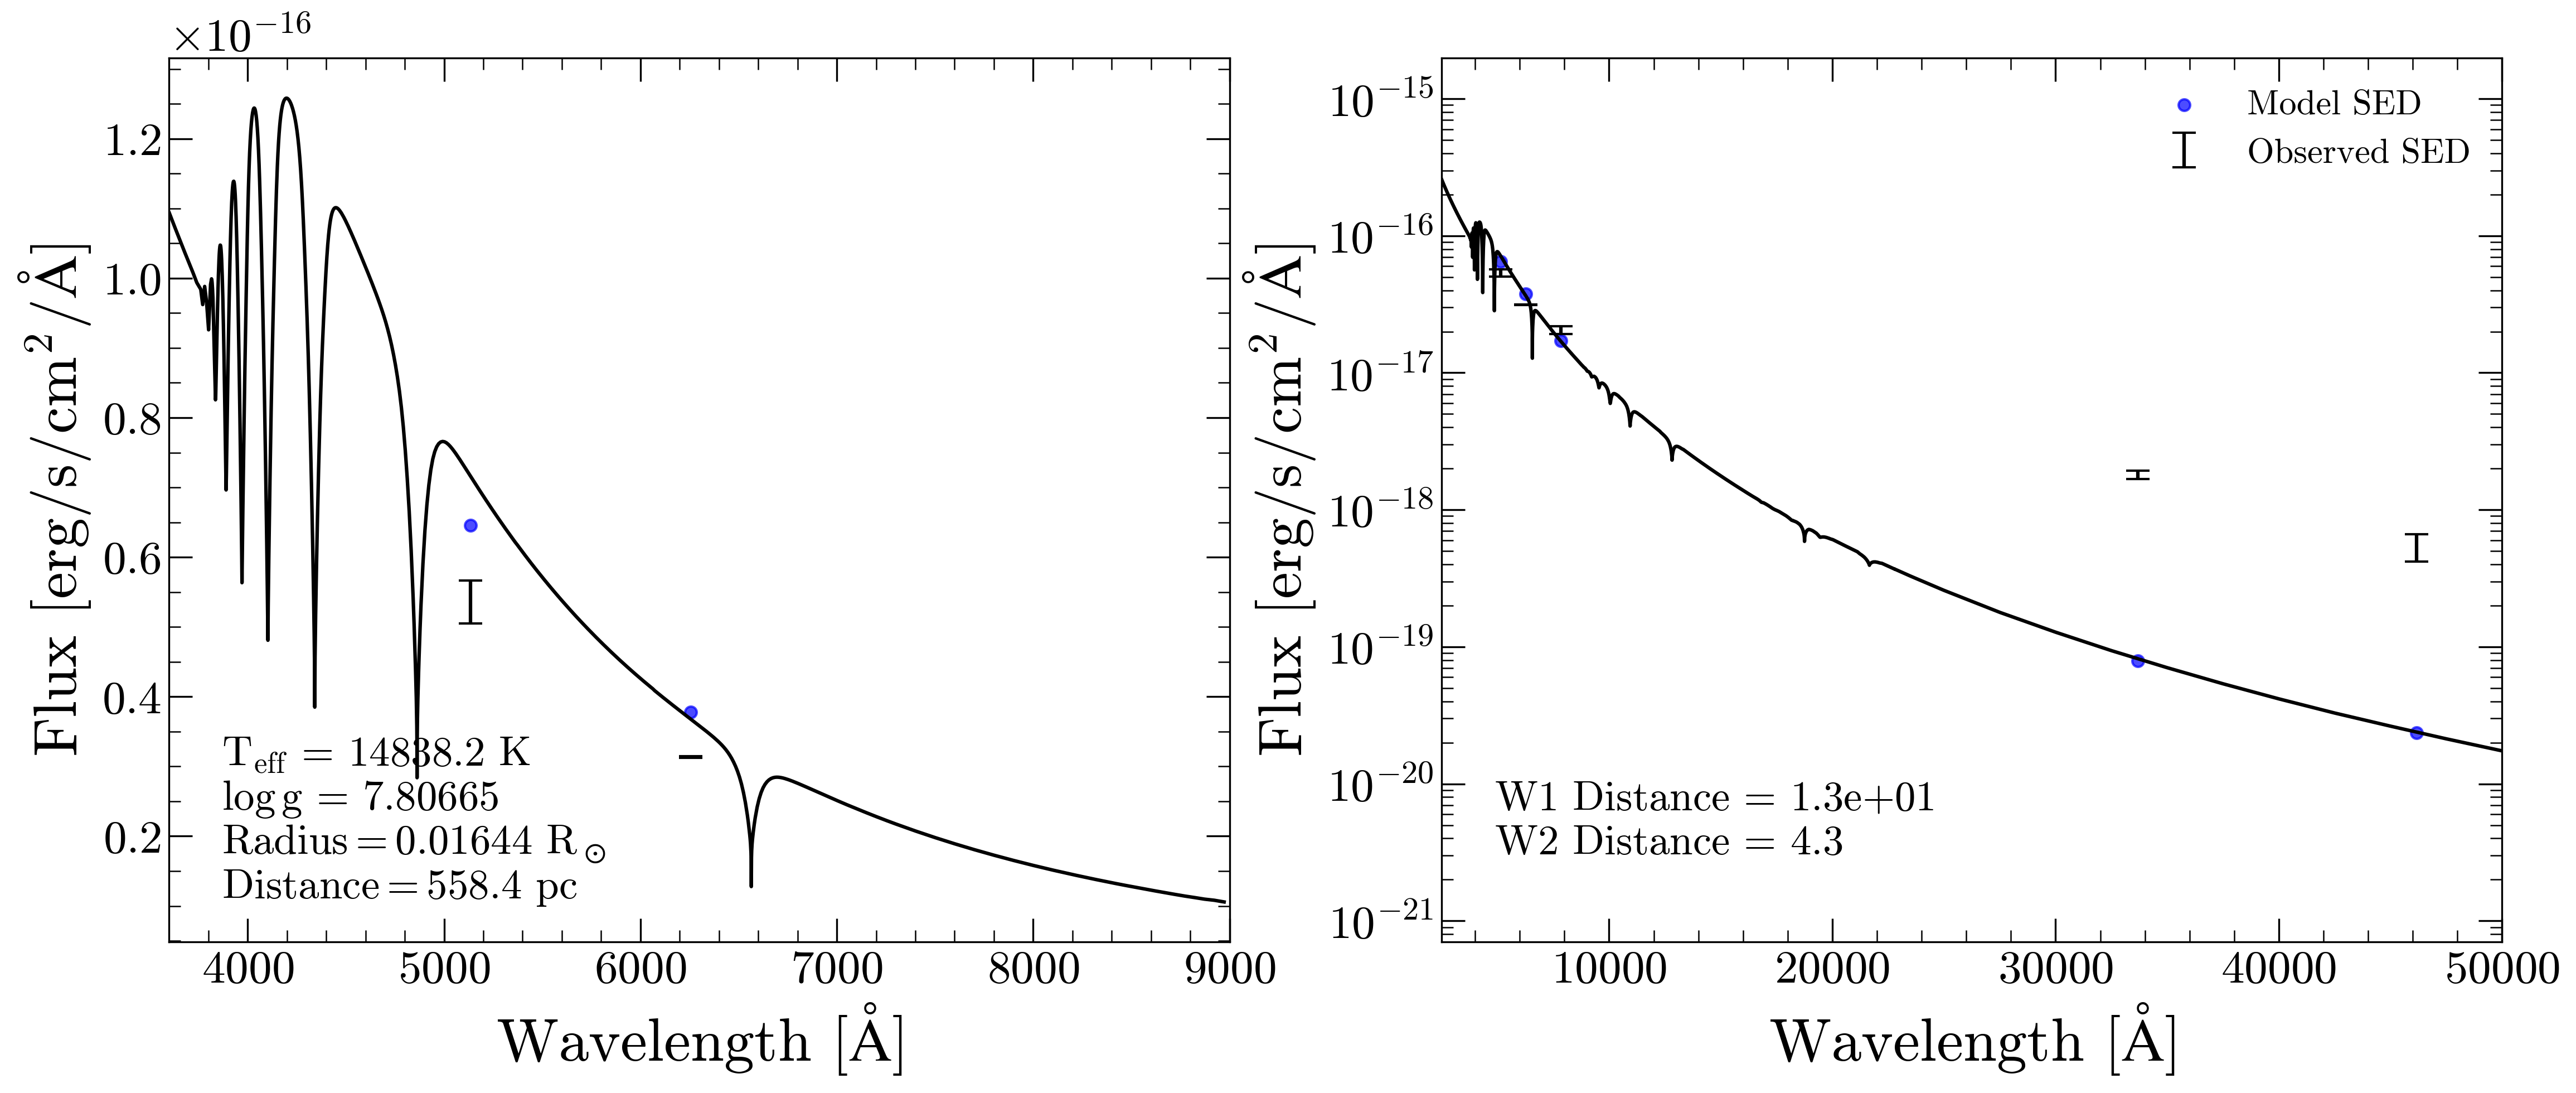 ×10⁻¹⁶
1.2
1.0
0.8
0.6
0.4
0.2
Flux [erg/s/cm²/Å]
T_eff = 14838.2 K
log g = 7.80665
Radius = 0.01644 R_⊙
Distance = 558.4 pc
4000 5000 6000 7000 8000 9000
Wavelength [Å]
10⁻¹⁵
10⁻¹⁶
10⁻¹⁷
10⁻¹⁸
10⁻¹⁹
10⁻²⁰
10⁻²¹
Flux [erg/s/cm²/Å]
Model SED
Observed SED
W1 Distance = 1.3e+01
W2 Distance = 4.3
10000 20000 30000 40000 50000
Wavelength [Å]